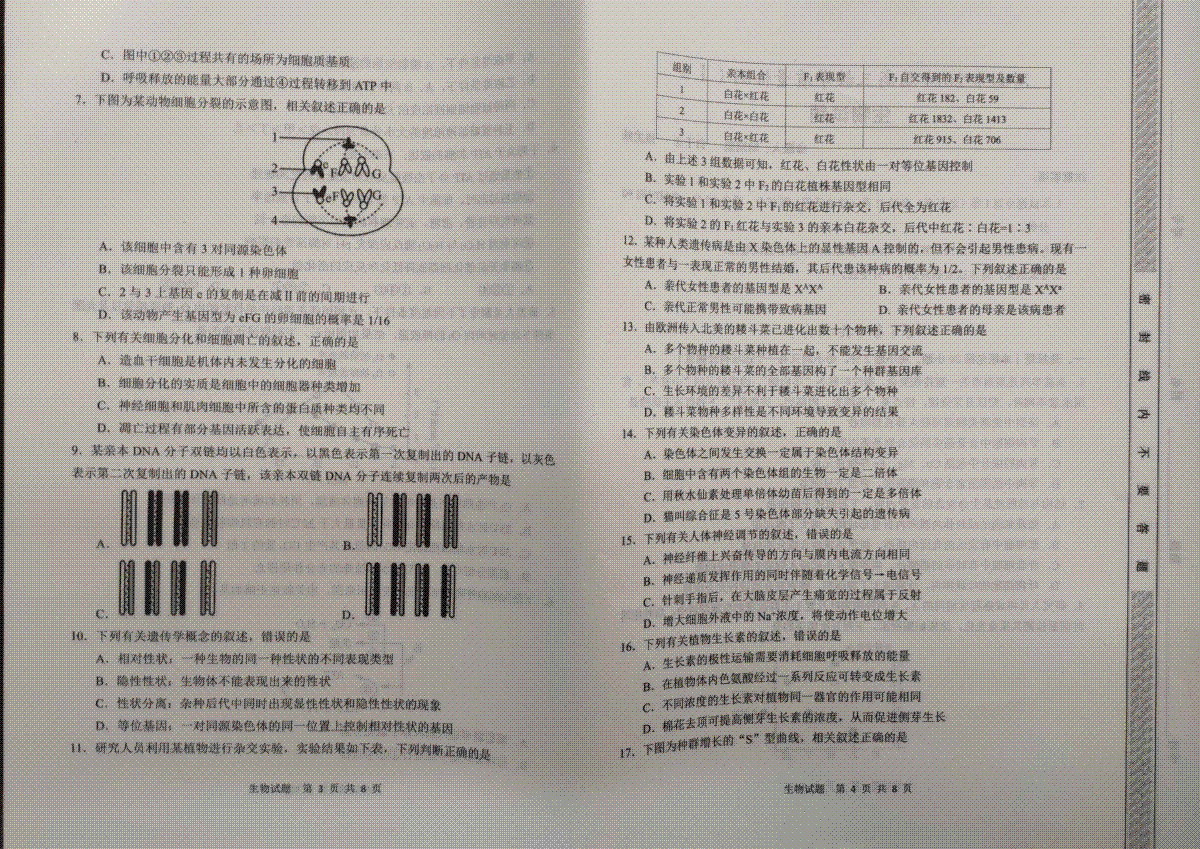 C．图中①②③过程共有的场所为细胞质基质
D．呼吸释放的能量大部分通过④过程转移到 ATP 中
7．下图为某动物细胞分裂的示意图，相关叙述正确的是
1
2
3
4
e
F
G
e
F
G
A．该细胞中含有 3 对同源染色体
B．该细胞分裂只能形成 1 种卵细胞
C．2 与 3 上基因 e 的复制是在减Ⅱ前的间期进行
D．该动物产生基因型为 eFG 的卵细胞的概率是 1/16
8．下列有关细胞分化和细胞凋亡的叙述，正确的是
A．造血干细胞是机体内未发生分化的细胞
B．细胞分化的实质是细胞中的细胞器种类增加
C．神经细胞和肌肉细胞中所含的蛋白质种类均不同
D．凋亡过程有部分基因活跃表达，使细胞自主有序死亡
9．某亲本 DNA 分子双链均以白色表示，以黑色表示第一次复制出的 DNA 子链，以灰色
表示第二次复制出的 DNA 子链，该亲本双链 DNA 分子连续复制两次后的产物是
A．
B．
C．
D．
10．下列有关遗传学概念的叙述，错误的是
A．相对性状：一种生物的同一种性状的不同表现类型
B．隐性性状：生物体不能表现出来的性状
C．性状分离：杂种后代中同时出现显性性状和隐性性状的现象
D．等位基因：一对同源染色体的同一位置上控制相对性状的基因
11．研究人员利用某植物进行杂交实验，实验结果如下表，下列判断正确的是
生物试题　第 3 页 共 8 页
组别　亲本组合　F₁ 表现型　F₁ 自交得到的 F₂ 表现型及数量
1　白花×红花　红花　红花 182、白花 59
2　白花×白花　红花　红花 1832、白花 1413
3　白花×红花　红花　红花 915、白花 706
A．由上述 3 组数据可知，红花、白花性状由一对等位基因控制
B．实验 1 和实验 2 中 F₂ 的白花植株基因型相同
C．将实验 1 和实验 2 中 F₁ 的红花进行杂交，后代全为红花
D．将实验 2 的 F₁ 红花与实验 3 的亲本白花杂交，后代中红花∶白花=1∶3
12．某种人类遗传病是由 X 染色体上的显性基因 A 控制的，但不会引起男性患病。现有一
女性患者与一表现正常的男性结婚，其后代患该种病的概率为 1/2。下列叙述正确的是
A．亲代女性患者的基因型是 XᴬXᴬ
B．亲代女性患者的基因型是 XᴬXᵃ
C．亲代正常男性可能携带致病基因
D．亲代女性患者的母亲是该病患者
13．由欧洲传入北美的耧斗菜已进化出数十个物种，下列叙述正确的是
A．多个物种的耧斗菜种植在一起，不能发生基因交流
B．多个物种的耧斗菜的全部基因构了一个种群基因库
C．生长环境的差异不利于耧斗菜进化出多个物种
D．耧斗菜物种多样性是不同环境导致变异的结果
14．下列有关染色体变异的叙述，正确的是
A．染色体之间发生交换一定属于染色体结构变异
B．细胞中含有两个染色体组的生物一定是二倍体
C．用秋水仙素处理单倍体幼苗后得到的一定是多倍体
D．猫叫综合征是 5 号染色体部分缺失引起的遗传病
15．下列有关人体神经调节的叙述，错误的是
A．神经纤维上兴奋传导的方向与膜内电流方向相同
B．神经递质发挥作用的同时伴随着化学信号→电信号
C．针刺手指后，在大脑皮层产生痛觉的过程属于反射
D．增大细胞外液中的 Na⁺浓度，将使动作电位增大
16．下列有关植物生长素的叙述，错误的是
A．生长素的极性运输需要消耗细胞呼吸释放的能量
B．在植物体内色氨酸经过一系列反应可转变成生长素
C．不同浓度的生长素对植物同一器官的作用可能相同
D．棉花去顶可提高侧芽生长素的浓度，从而促进侧芽生长
17．下图为种群增长的“S”型曲线，相关叙述正确的是
生物试题　第 4 页 共 8 页
密
封
线
内
不
要
答
题